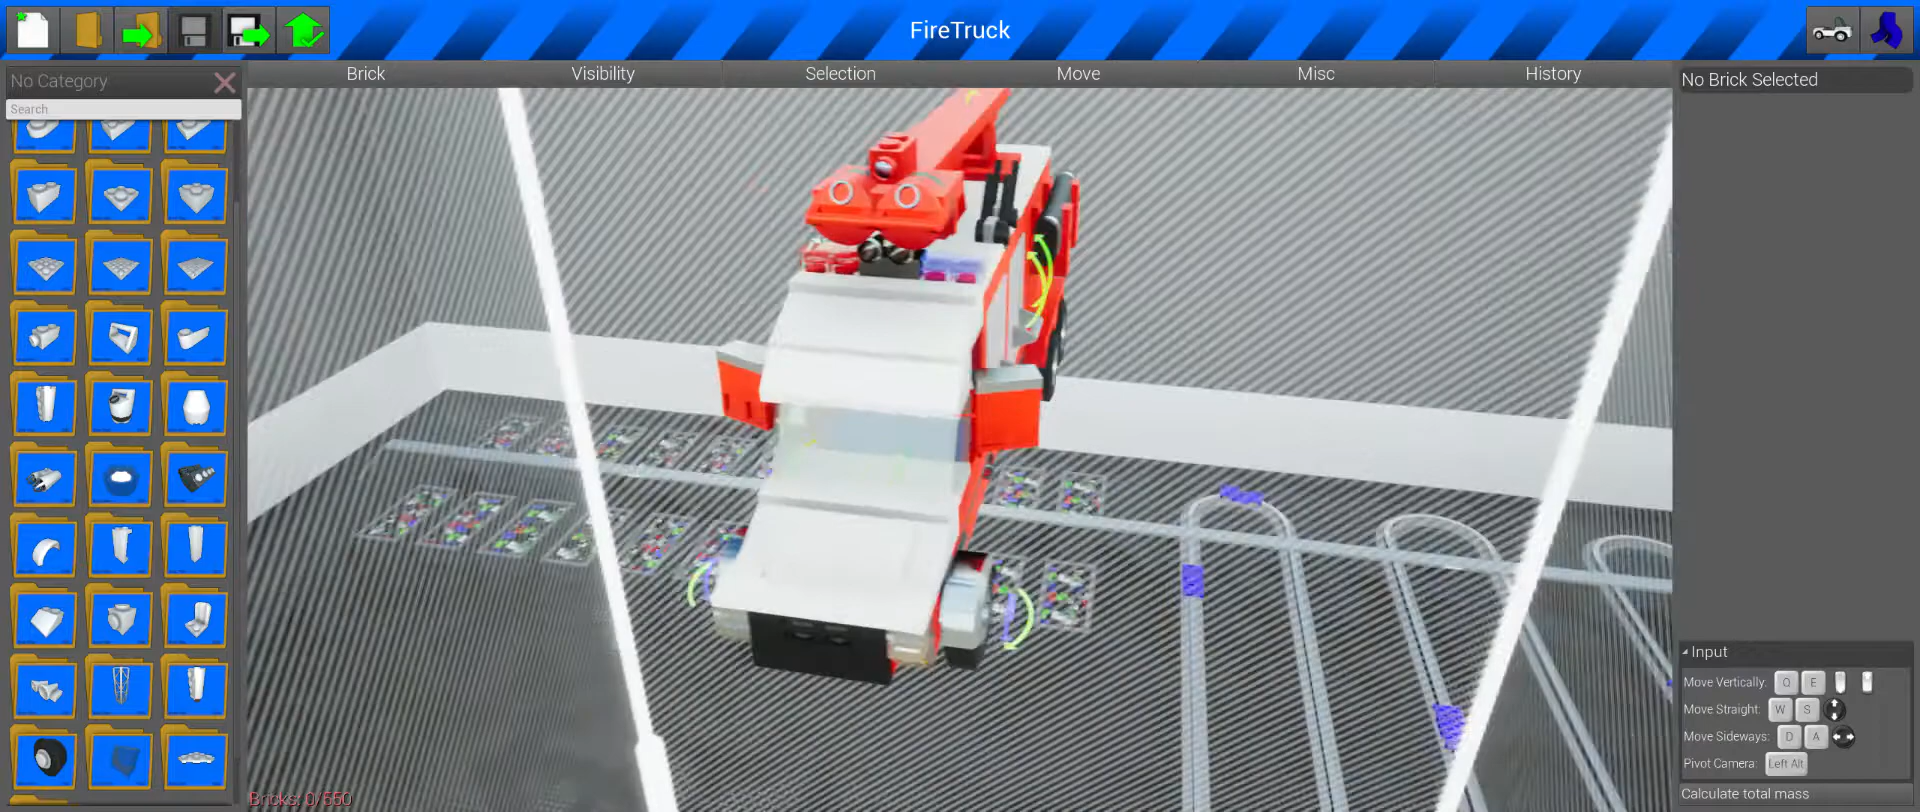 FireTruck
No Category
Search
Brick
Visibility
Selection
Move
Misc
History
No Brick Selected
Bricks: 0/550
Input
Move Vertically: Q E
Move Straight: W S
Move Sideways: D A
Pivot Camera: Left Alt
Calculate total mass